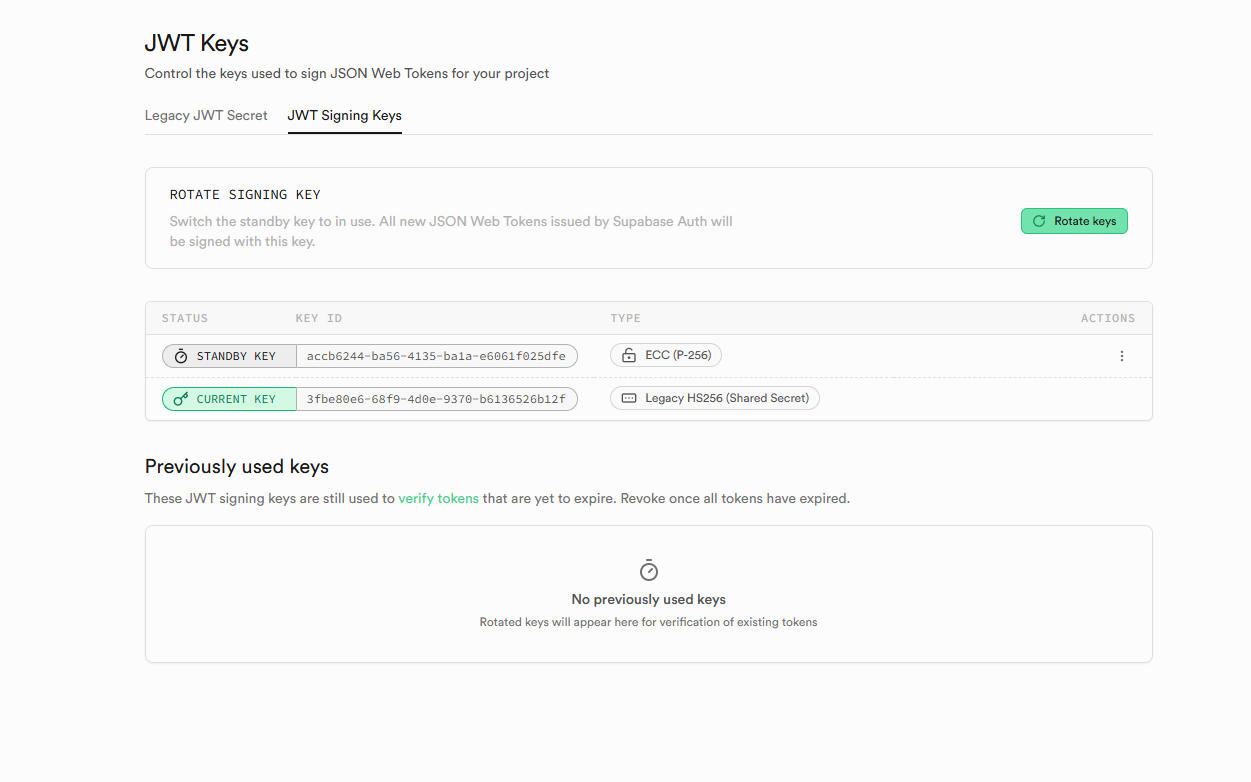 JWT Keys
Control the keys used to sign JSON Web Tokens for your project
Legacy JWT Secret JWT Signing Keys
ROTATE SIGNING KEY
Switch the standby key to in use. All new JSON Web Tokens issued by Supabase Auth will
be signed with this key.
Rotate keys
STATUS KEY ID TYPE ACTIONS
STANDBY KEY accb6244-ba56-4135-ba1a-e6061f025dfe ECC (P-256)
CURRENT KEY 3fbe80e6-68f9-4d0e-9370-b6136526b12f Legacy HS256 (Shared Secret)
Previously used keys
These JWT signing keys are still used to verify tokens that are yet to expire. Revoke once all tokens have expired.
No previously used keys
Rotated keys will appear here for verification of existing tokens